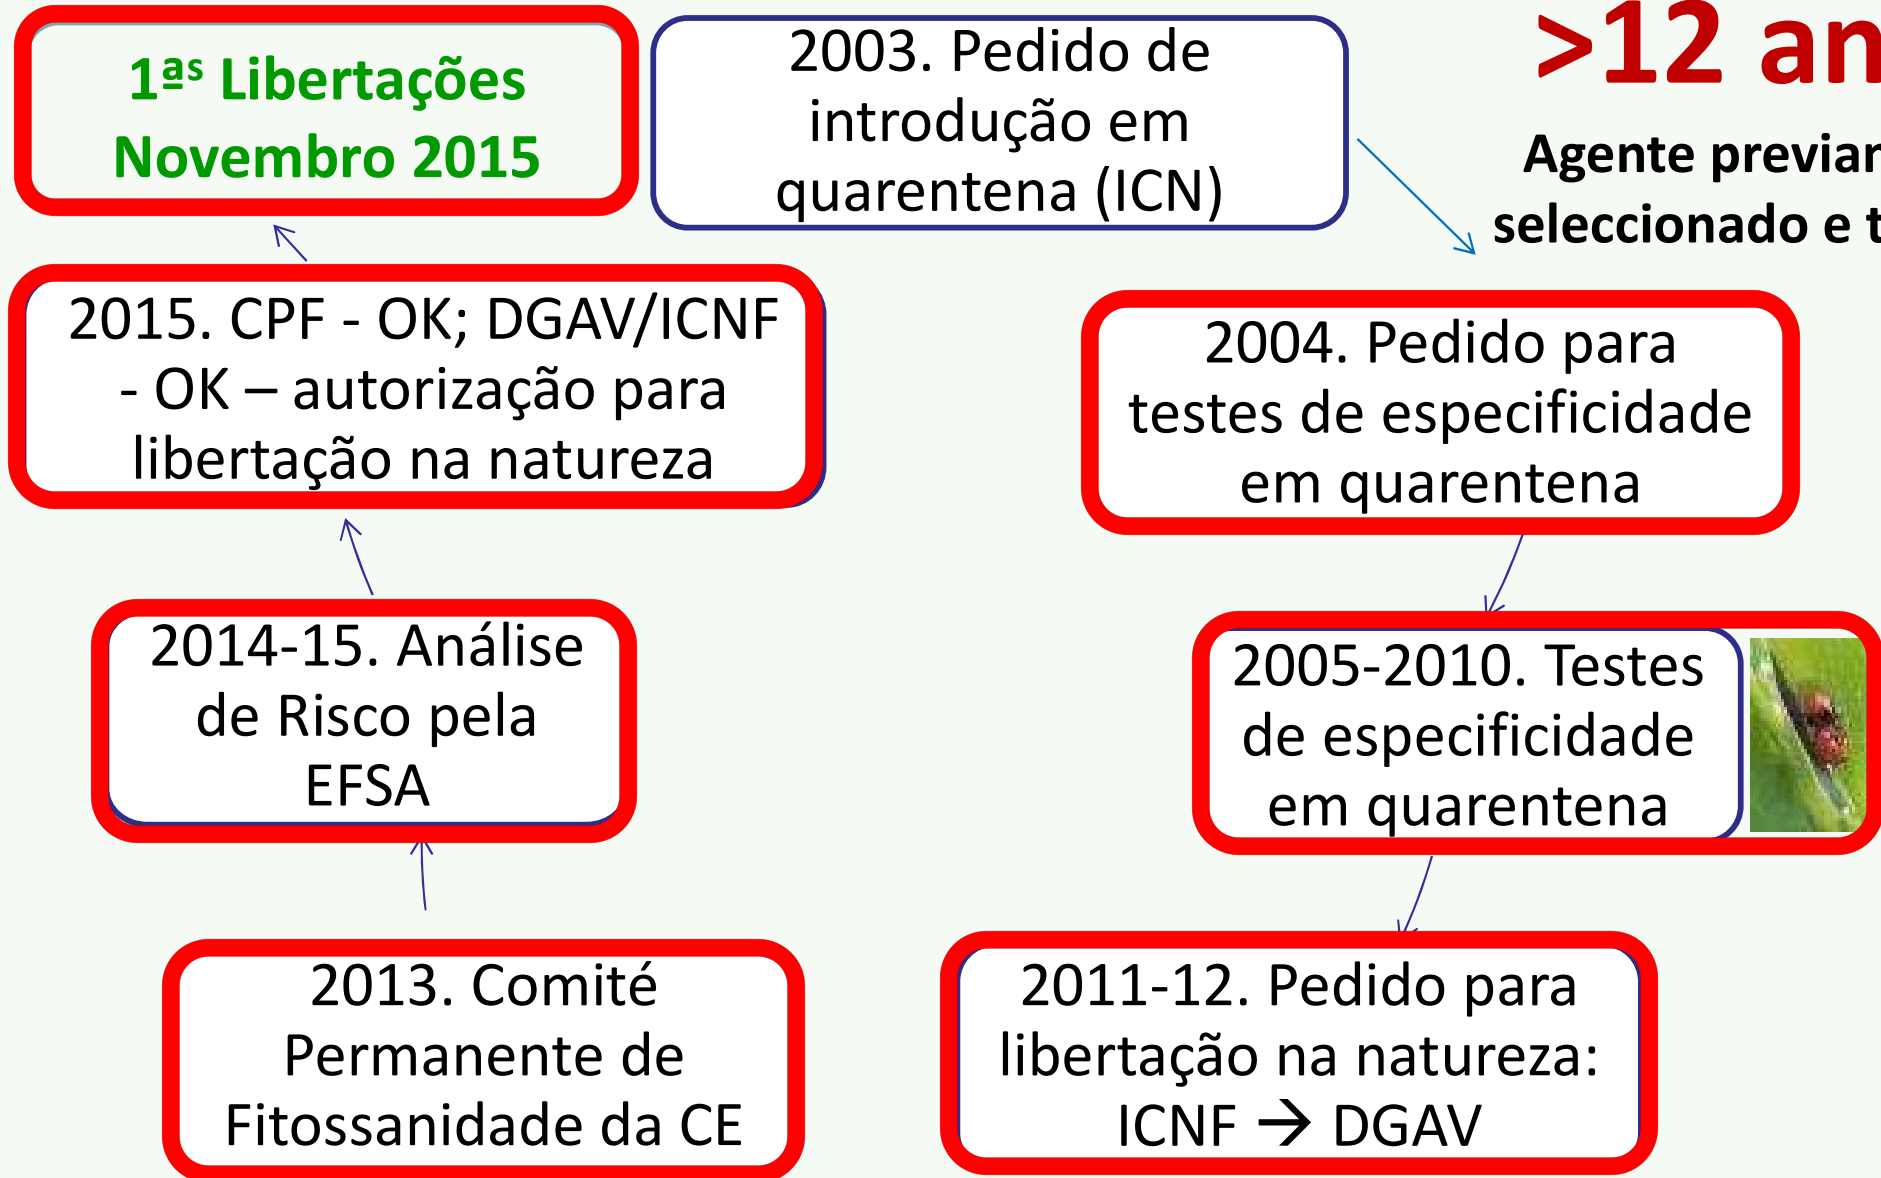 1ªs Libertações
Novembro 2015
2003. Pedido de
introdução em
quarentena (ICN)
>12 an
Agente previar
seleccionado e t
2004. Pedido para
testes de especificidade
em quarentena
2005-2010. Testes
de especificidade
em quarentena
2011-12. Pedido para
libertação na natureza:
ICNF → DGAV
2013. Comité
Permanente de
Fitossanidade da CE
2014-15. Análise
de Risco pela
EFSA
2015. CPF - OK; DGAV/ICNF
- OK – autorização para
libertação na natureza